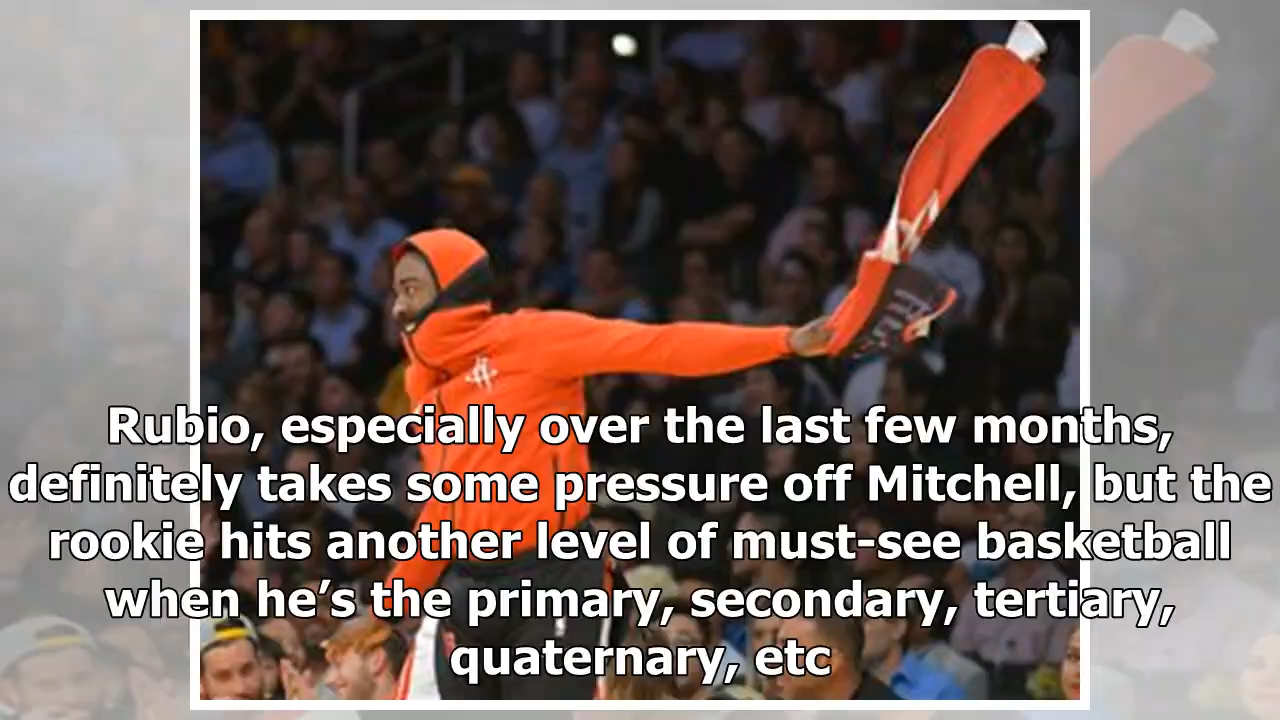 Rubio, especially over the last few months,
definitely takes some pressure off Mitchell, but the
rookie hits another level of must-see basketball
when he’s the primary, secondary, tertiary,
quaternary, etc